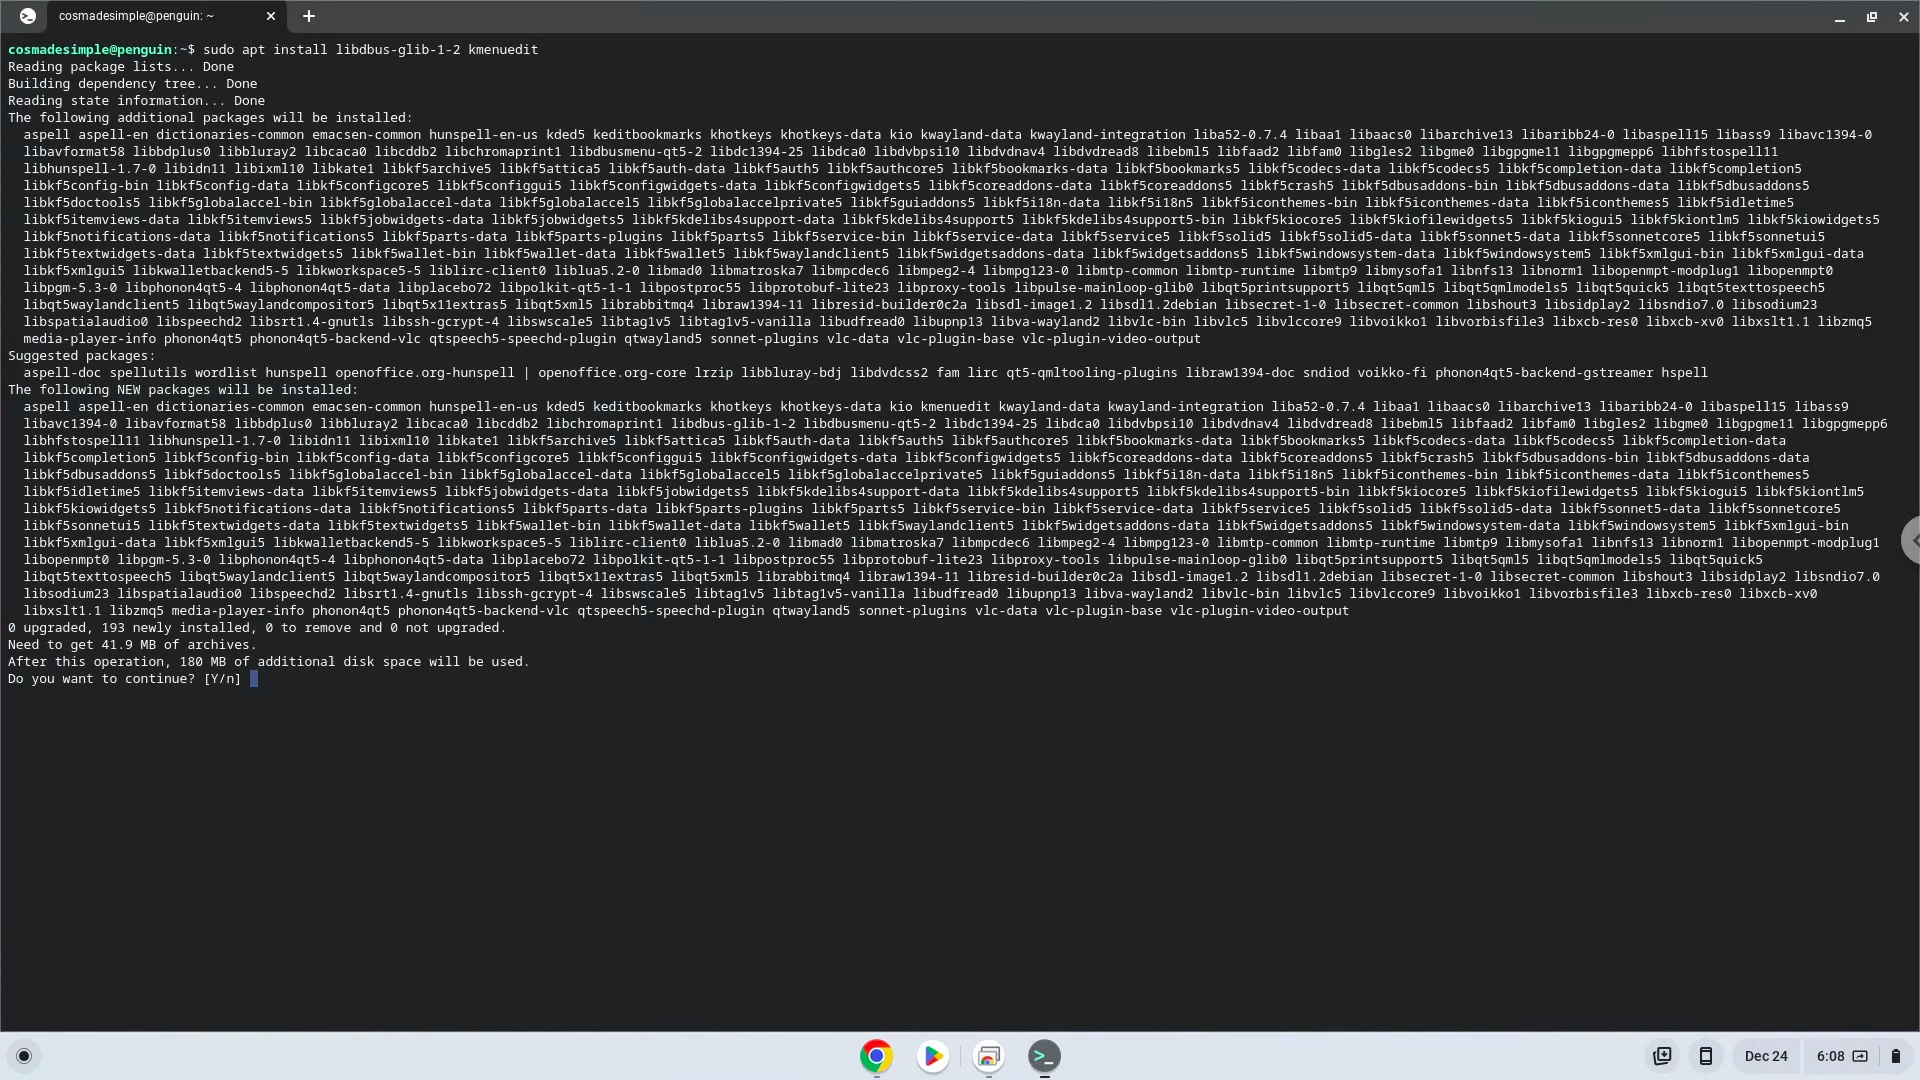 cosmadesimple@penguin: ~
cosmadesimple@penguin:~$ sudo apt install libdbus-glib-1-2 kmenuedit
Reading package lists... Done
Building dependency tree... Done
Reading state information... Done
The following additional packages will be installed:
aspell aspell-en dictionaries-common emacsen-common hunspell-en-us kded5 keditbookmarks khotkeys khotkeys-data kio kwayland-data kwayland-integration liba52-0.7.4 libaa1 libaacs0 libarchive13 libaribb24-0 libaspell15 libass9 libavc1394-0
libavformat58 libbdplus0 libbluray2 libcaca0 libcddb2 libchromaprint1 libdbusmenu-qt5-2 libdc1394-25 libdca0 libdvbpsi10 libdvdnav4 libdvdread8 libebml5 libfaad2 libfam0 libgles2 libgme0 libgpgme11 libgpgmepp6 libhfstospell11
libhunspell-1.7-0 libidn11 libixml10 libkate1 libkf5archive5 libkf5attica5 libkf5auth-data libkf5auth5 libkf5authcore5 libkf5bookmarks-data libkf5bookmarks5 libkf5codecs-data libkf5codecs5 libkf5completion-data libkf5completion5
libkf5config-bin libkf5config-data libkf5configcore5 libkf5configgui5 libkf5configwidgets-data libkf5configwidgets5 libkf5coreaddons-data libkf5coreaddons5 libkf5crash5 libkf5dbusaddons-bin libkf5dbusaddons-data libkf5dbusaddons5
libkf5doctools5 libkf5globalaccel-bin libkf5globalaccel-data libkf5globalaccel5 libkf5globalaccelprivate5 libkf5guiaddons5 libkf5i18n-data libkf5i18n5 libkf5iconthemes-bin libkf5iconthemes-data libkf5iconthemes5 libkf5idletime5
libkf5itemviews-data libkf5itemviews5 libkf5jobwidgets-data libkf5jobwidgets5 libkf5kdelibs4support-data libkf5kdelibs4support5 libkf5kdelibs4support5-bin libkf5kiocore5 libkf5kiofilewidgets5 libkf5kiogui5 libkf5kiontlm5 libkf5kiowidgets5
libkf5notifications-data libkf5notifications5 libkf5parts-data libkf5parts-plugins libkf5parts5 libkf5service-bin libkf5service-data libkf5service5 libkf5solid5 libkf5solid5-data libkf5sonnet5-data libkf5sonnetcore5 libkf5sonnetui5
libkf5textwidgets-data libkf5textwidgets5 libkf5wallet-bin libkf5wallet-data libkf5wallet5 libkf5waylandclient5 libkf5widgetsaddons-data libkf5widgetsaddons5 libkf5windowsystem-data libkf5windowsystem5 libkf5xmlgui-bin libkf5xmlgui-data
libkf5xmlgui5 libkwalletbackend5-5 libkworkspace5-5 liblirc-client0 liblua5.2-0 libmad0 libmatroska7 libmpcdec6 libmpeg2-4 libmpg123-0 libmtp-common libmtp-runtime libmtp9 libmysofa1 libnfs13 libnorm1 libopenmpt-modplug1 libopenmpt0
libpgm-5.3-0 libphonon4qt5-4 libphonon4qt5-data libplacebo72 libpolkit-qt5-1-1 libpostproc55 libprotobuf-lite23 libproxy-tools libpulse-mainloop-glib0 libqt5printsupport5 libqt5qml5 libqt5qmlmodels5 libqt5quick5 libqt5texttospeech5
libqt5waylandclient5 libqt5waylandcompositor5 libqt5x11extras5 libqt5xml5 librabbitmq4 libraw1394-11 libresid-builder0c2a libsdl-image1.2 libsdl1.2debian libsecret-1-0 libsecret-common libshout3 libsidplay2 libsndio7.0 libsodium23
libspatialaudio0 libspeechd2 libsrt1.4-gnutls libssh-gcrypt-4 libswscale5 libtag1v5 libtag1v5-vanilla libudfread0 libupnp13 libva-wayland2 libvlc-bin libvlc5 libvlccore9 libvoikko1 libvorbisfile3 libxcb-res0 libxcb-xv0 libxslt1.1 libzmq5
media-player-info phonon4qt5 phonon4qt5-backend-vlc qtspeech5-speechd-plugin qtwayland5 sonnet-plugins vlc-data vlc-plugin-base vlc-plugin-video-output
Suggested packages:
aspell-doc spellutils wordlist hunspell openoffice.org-hunspell | openoffice.org-core lrzip libbluray-bdj libdvdcss2 fam lirc qt5-qmltooling-plugins libraw1394-doc sndiod voikko-fi phonon4qt5-backend-gstreamer hspell
The following NEW packages will be installed:
aspell aspell-en dictionaries-common emacsen-common hunspell-en-us kded5 keditbookmarks khotkeys khotkeys-data kio kmenuedit kwayland-data kwayland-integration liba52-0.7.4 libaa1 libaacs0 libarchive13 libaribb24-0 libaspell15 libass9
libavc1394-0 libavformat58 libbdplus0 libbluray2 libcaca0 libcddb2 libchromaprint1 libdbus-glib-1-2 libdbusmenu-qt5-2 libdc1394-25 libdca0 libdvbpsi10 libdvdnav4 libdvdread8 libebml5 libfaad2 libfam0 libgles2 libgme0 libgpgme11 libgpgmepp6
libhfstospell11 libhunspell-1.7-0 libidn11 libixml10 libkate1 libkf5archive5 libkf5attica5 libkf5auth-data libkf5auth5 libkf5authcore5 libkf5bookmarks-data libkf5bookmarks5 libkf5codecs-data libkf5codecs5 libkf5completion-data
libkf5completion5 libkf5config-bin libkf5config-data libkf5configcore5 libkf5configgui5 libkf5configwidgets-data libkf5configwidgets5 libkf5coreaddons-data libkf5coreaddons5 libkf5crash5 libkf5dbusaddons-bin libkf5dbusaddons-data
libkf5dbusaddons5 libkf5doctools5 libkf5globalaccel-bin libkf5globalaccel-data libkf5globalaccel5 libkf5globalaccelprivate5 libkf5guiaddons5 libkf5i18n-data libkf5i18n5 libkf5iconthemes-bin libkf5iconthemes-data libkf5iconthemes5
libkf5idletime5 libkf5itemviews-data libkf5itemviews5 libkf5jobwidgets-data libkf5jobwidgets5 libkf5kdelibs4support-data libkf5kdelibs4support5 libkf5kdelibs4support5-bin libkf5kiocore5 libkf5kiofilewidgets5 libkf5kiogui5 libkf5kiontlm5
libkf5kiowidgets5 libkf5notifications-data libkf5notifications5 libkf5parts-data libkf5parts-plugins libkf5parts5 libkf5service-bin libkf5service-data libkf5service5 libkf5solid5 libkf5solid5-data libkf5sonnet5-data libkf5sonnetcore5
libkf5sonnetui5 libkf5textwidgets-data libkf5textwidgets5 libkf5wallet-bin libkf5wallet-data libkf5wallet5 libkf5waylandclient5 libkf5widgetsaddons-data libkf5widgetsaddons5 libkf5windowsystem-data libkf5windowsystem5 libkf5xmlgui-bin
libkf5xmlgui-data libkf5xmlgui5 libkwalletbackend5-5 libkworkspace5-5 liblirc-client0 liblua5.2-0 libmad0 libmatroska7 libmpcdec6 libmpeg2-4 libmpg123-0 libmtp-common libmtp-runtime libmtp9 libmysofa1 libnfs13 libnorm1 libopenmpt-modplug1
libopenmpt0 libpgm-5.3-0 libphonon4qt5-4 libphonon4qt5-data libplacebo72 libpolkit-qt5-1-1 libpostproc55 libprotobuf-lite23 libproxy-tools libpulse-mainloop-glib0 libqt5printsupport5 libqt5qml5 libqt5qmlmodels5 libqt5quick5
libqt5texttospeech5 libqt5waylandclient5 libqt5waylandcompositor5 libqt5x11extras5 libqt5xml5 librabbitmq4 libraw1394-11 libresid-builder0c2a libsdl-image1.2 libsdl1.2debian libsecret-1-0 libsecret-common libshout3 libsidplay2 libsndio7.0
libsodium23 libspatialaudio0 libspeechd2 libsrt1.4-gnutls libssh-gcrypt-4 libswscale5 libtag1v5 libtag1v5-vanilla libudfread0 libupnp13 libva-wayland2 libvlc-bin libvlc5 libvlccore9 libvoikko1 libvorbisfile3 libxcb-res0 libxcb-xv0
libxslt1.1 libzmq5 media-player-info phonon4qt5 phonon4qt5-backend-vlc qtspeech5-speechd-plugin qtwayland5 sonnet-plugins vlc-data vlc-plugin-base vlc-plugin-video-output
0 upgraded, 193 newly installed, 0 to remove and 0 not upgraded.
Need to get 41.9 MB of archives.
After this operation, 180 MB of additional disk space will be used.
Do you want to continue? [Y/n]
Dec 24
6:08